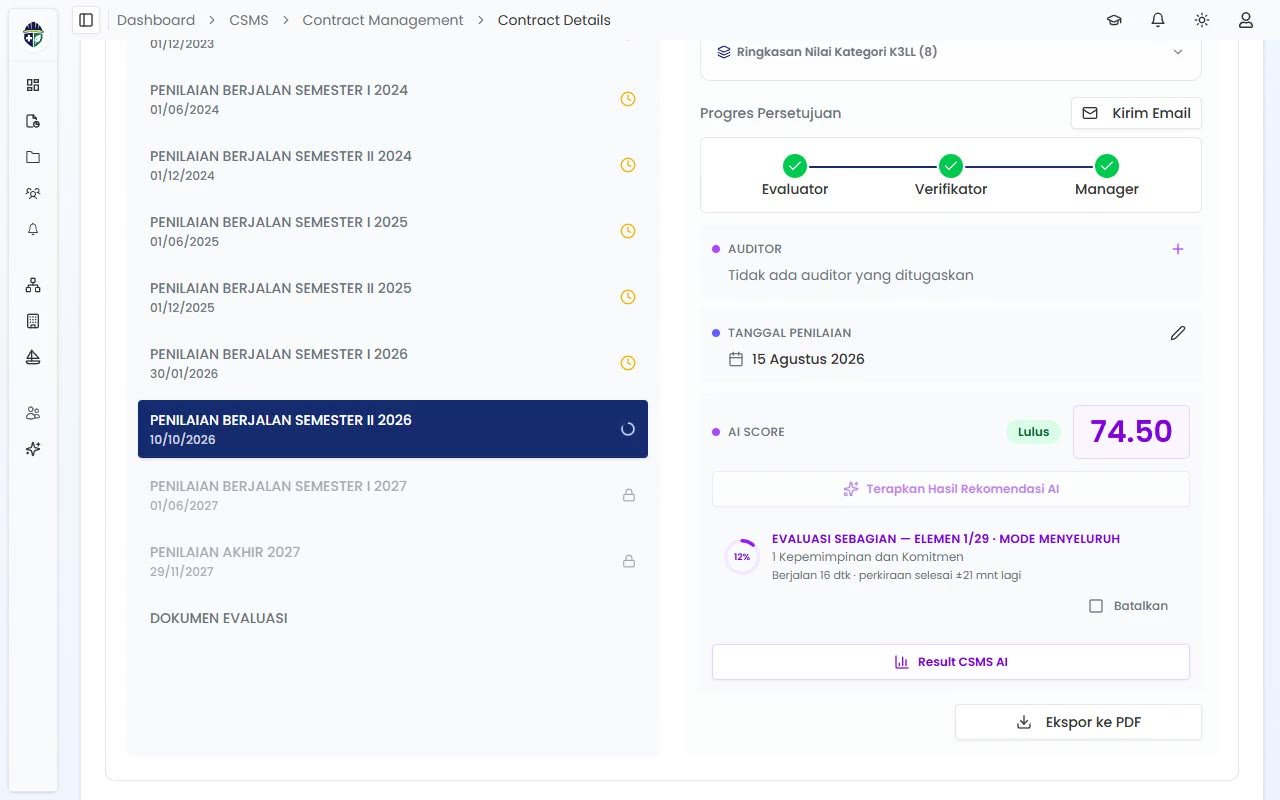 Dashboard > CSMS > Contract Management > Contract Details
01/12/2023
PENILAIAN BERJALAN SEMESTER I 2024
01/06/2024
PENILAIAN BERJALAN SEMESTER II 2024
01/12/2024
PENILAIAN BERJALAN SEMESTER I 2025
01/06/2025
PENILAIAN BERJALAN SEMESTER II 2025
01/12/2025
PENILAIAN BERJALAN SEMESTER I 2026
30/01/2026
PENILAIAN BERJALAN SEMESTER II 2026
10/10/2026
PENILAIAN BERJALAN SEMESTER I 2027
01/06/2027
PENILAIAN AKHIR 2027
29/11/2027
DOKUMEN EVALUASI
Ringkasan Nilai Kategori K3LL (8)
Progres Persetujuan
Kirim Email
Evaluator
Verifikator
Manager
AUDITOR
Tidak ada auditor yang ditugaskan
TANGGAL PENILAIAN
15 Agustus 2026
AI SCORE
Lulus
74.50
Terapkan Hasil Rekomendasi AI
12%
EVALUASI SEBAGIAN — ELEMEN 1/29 · MODE MENYELURUH
1 Kepemimpinan dan Komitmen
Berjalan 16 dtk · perkiraan selesai ±21 mnt lagi
Batalkan
Result CSMS AI
Ekspor ke PDF